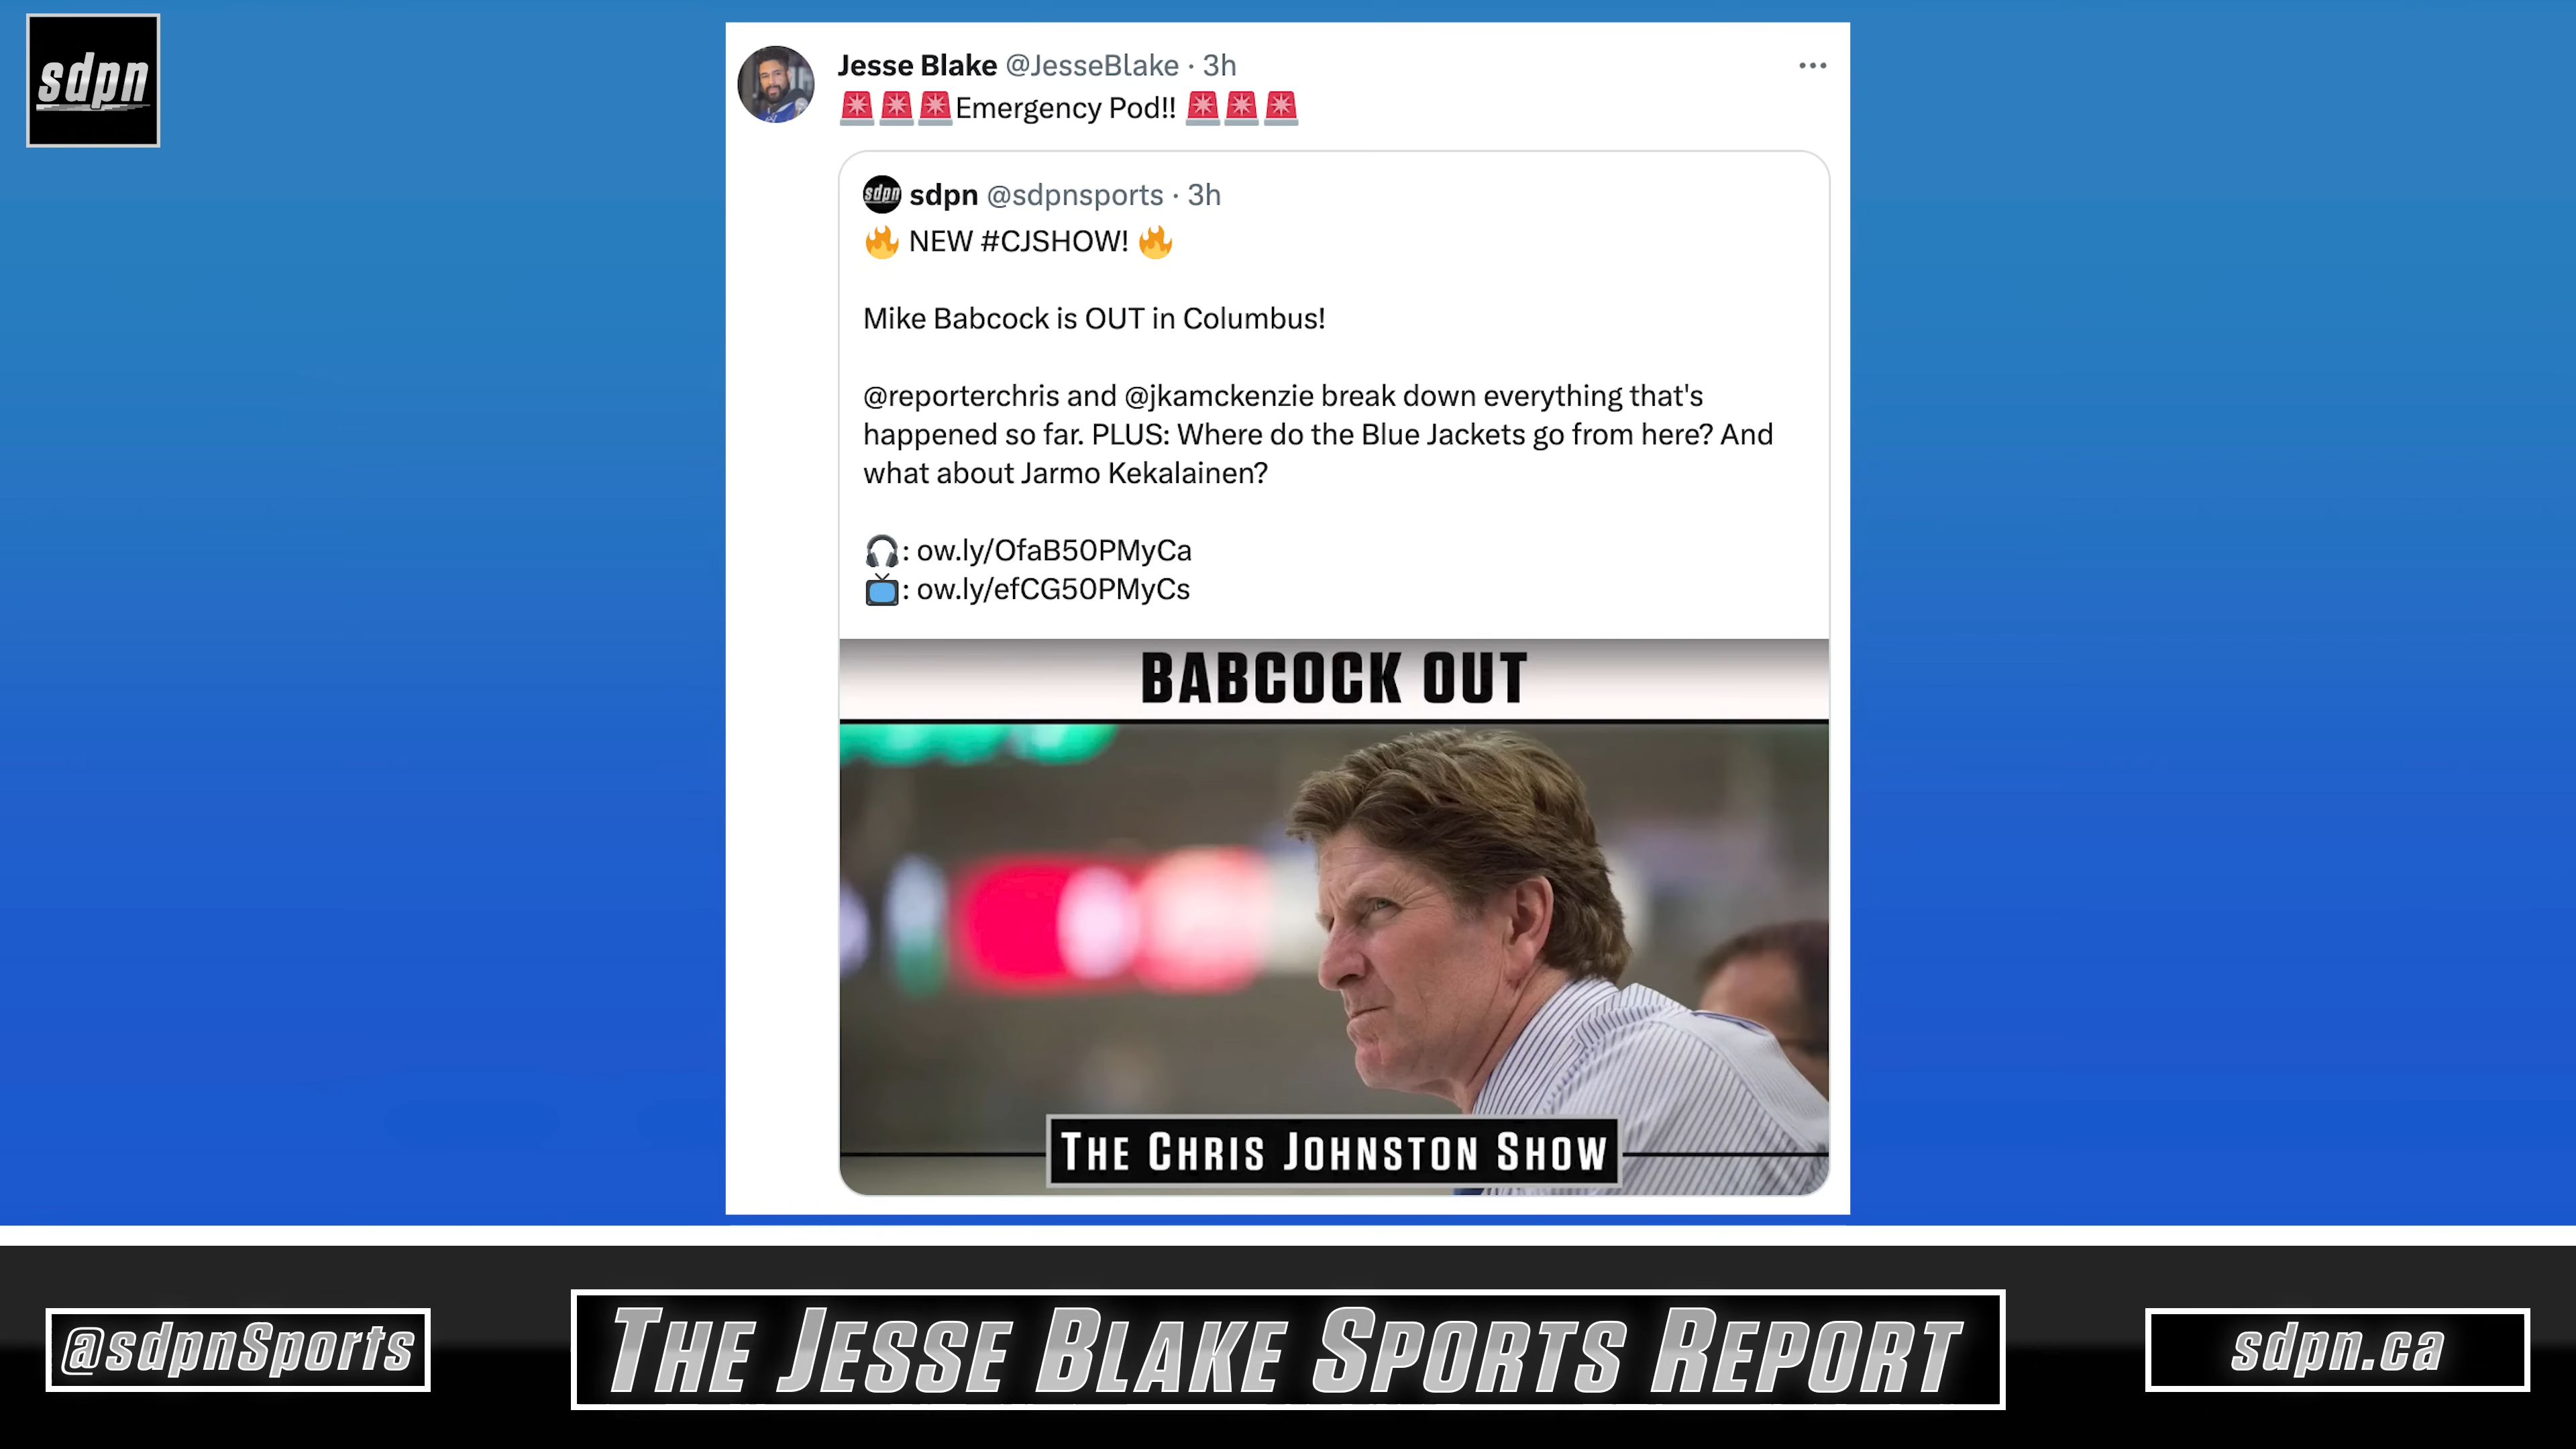 sdpn
Jesse Blake @JesseBlake · 3h
🚨🚨🚨Emergency Pod!! 🚨🚨🚨
sdpn sdpn @sdpnsports · 3h
🔥 NEW #CJSHOW! 🔥
Mike Babcock is OUT in Columbus!
@reporterchris and @jkamckenzie break down everything that's
happened so far. PLUS: Where do the Blue Jackets go from here? And
what about Jarmo Kekalainen?
🎧: ow.ly/OfaB50PMyCa
📺: ow.ly/efCG50PMyCs
BABCOCK OUT
THE CHRIS JOHNSTON SHOW
@sdpnSports
THE JESSE BLAKE SPORTS REPORT
sdpn.ca